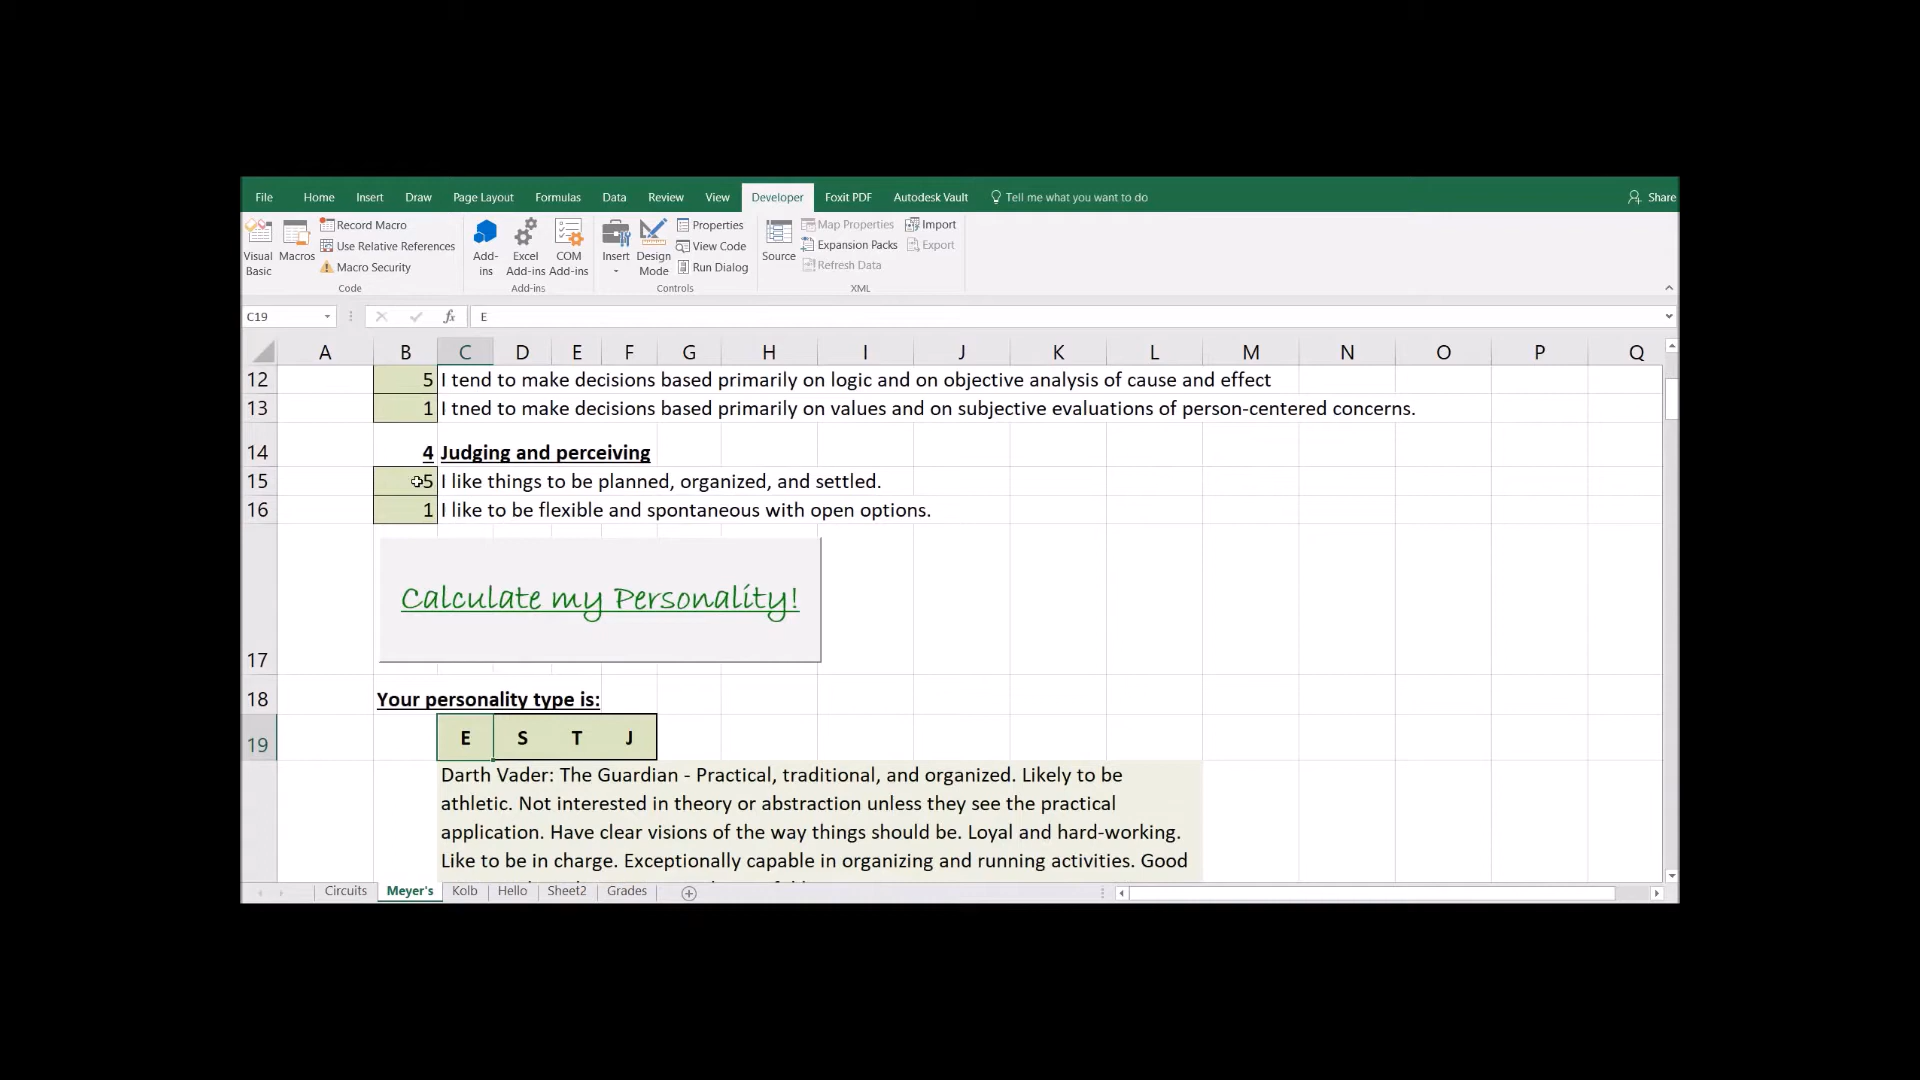 File Home Insert Draw Page Layout Formulas Data Review View Developer Foxit PDF Autodesk Vault Tell me what you want to do Share
Visual Basic
Macros
Record Macro
Use Relative References
Macro Security
Code
Add-ins
Excel Add-ins
COM Add-ins
Add-ins
Insert
Design Mode
Properties
View Code
Run Dialog
Controls
Source
Map Properties
Expansion Packs
Refresh Data
Import
Export
XML
C19 fx E
A B C D E F G H I J K L M N O P Q
12 5 I tend to make decisions based primarily on logic and on objective analysis of cause and effect
13 1 I tned to make decisions based primarily on values and on subjective evaluations of person-centered concerns.
14 4 Judging and perceiving
15 5 I like things to be planned, organized, and settled.
16 1 I like to be flexible and spontaneous with open options.
Calculate my Personality!
17
18 Your personality type is:
19 E S T J
Darth Vader: The Guardian - Practical, traditional, and organized. Likely to be
athletic. Not interested in theory or abstraction unless they see the practical
application. Have clear visions of the way things should be. Loyal and hard-working.
Like to be in charge. Exceptionally capable in organizing and running activities. Good
Circuits Meyer's Kolb Hello Sheet2 Grades